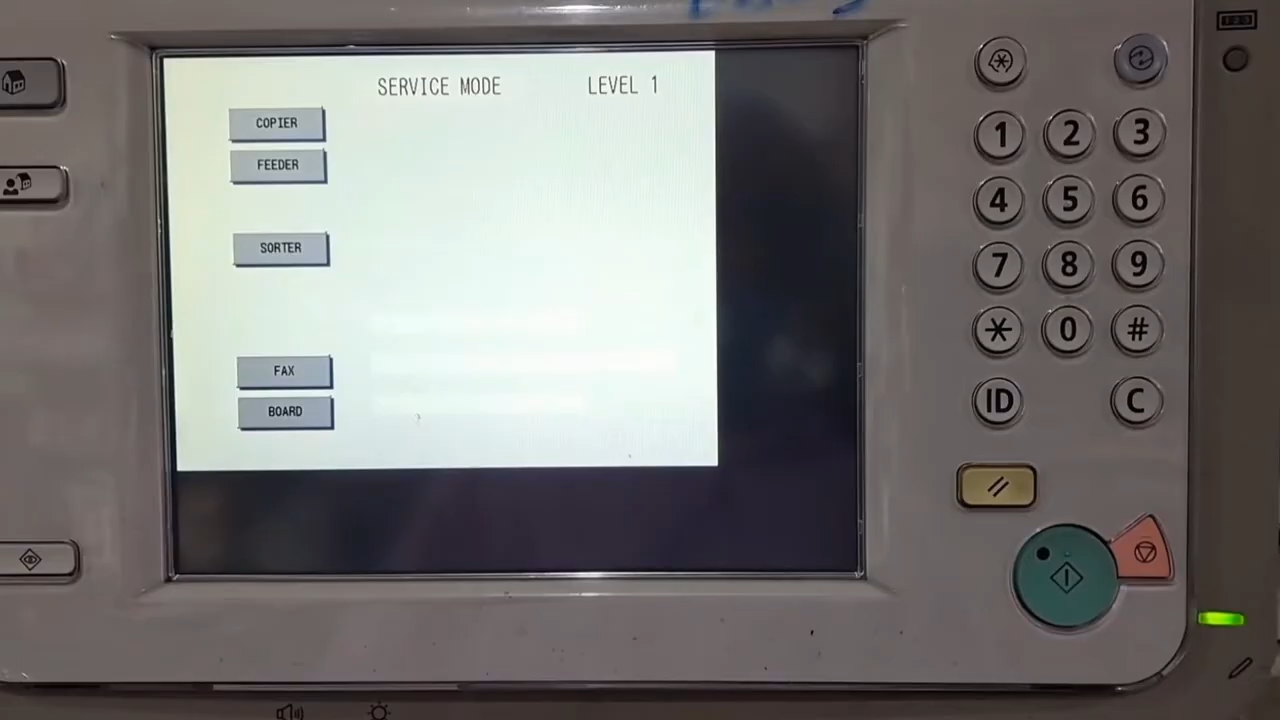 SERVICE MODE LEVEL 1
COPIER
FEEDER
SORTER
FAX
BOARD
1 2 3
4 5 6
7 8 9
* 0 #
ID C
123